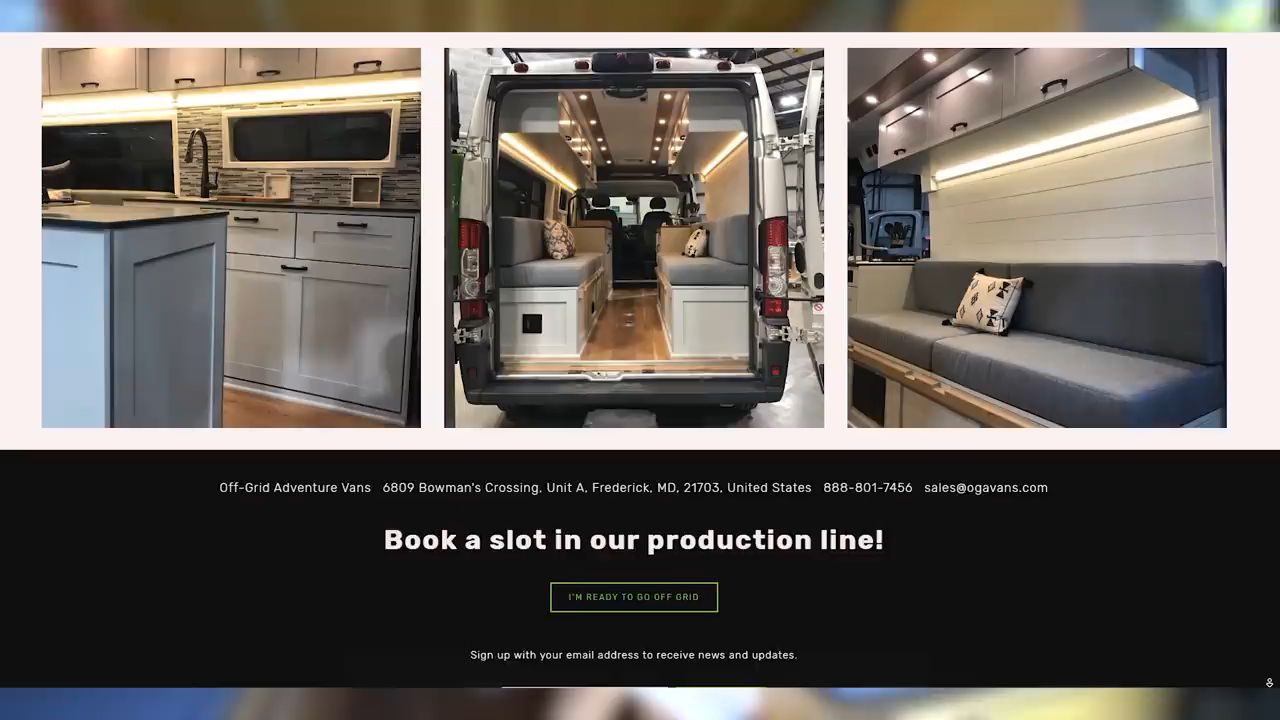 Off-Grid Adventure Vans 6809 Bowman's Crossing, Unit A, Frederick, MD, 21703, United States 888-801-7456 sales@ogavans.com
Book a slot in our production line!
I'M READY TO GO OFF GRID
Sign up with your email address to receive news and updates.